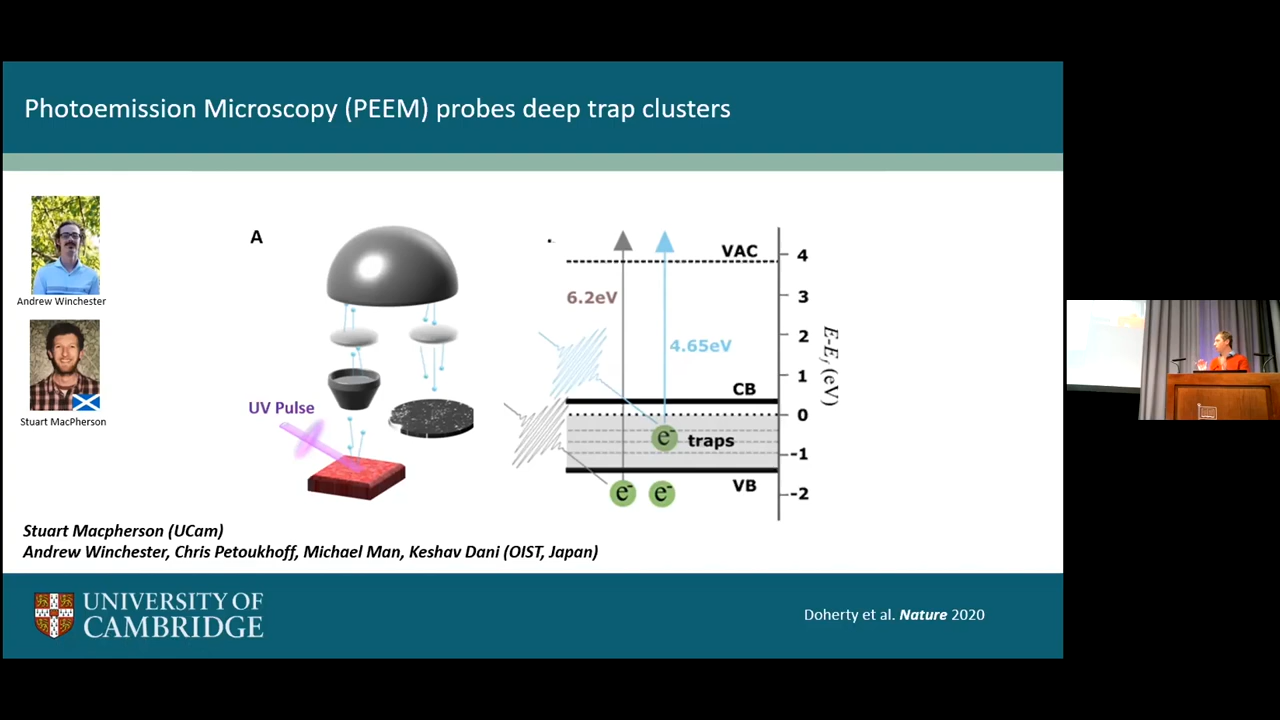 Photoemission Microscopy (PEEM) probes deep trap clusters
Andrew Winchester
Stuart MacPherson
A
UV Pulse
VAC
6.2eV
4.65eV
CB
e⁻ traps
VB
e⁻ e⁻
4
3
2
1
0
-1
-2
E-Ef (eV)
Stuart Macpherson (UCam)
Andrew Winchester, Chris Petoukhoff, Michael Man, Keshav Dani (OIST, Japan)
UNIVERSITY OF
CAMBRIDGE
Doherty et al. Nature 2020